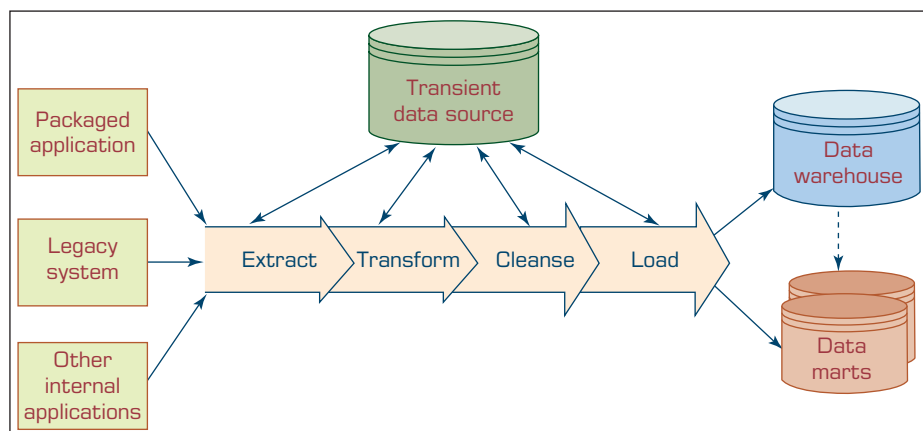 Transient
data source
Packaged
application
Data
warehouse
Legacy
system
Extract
Transform
Cleanse
Load
Other
internal
applications
Data
marts